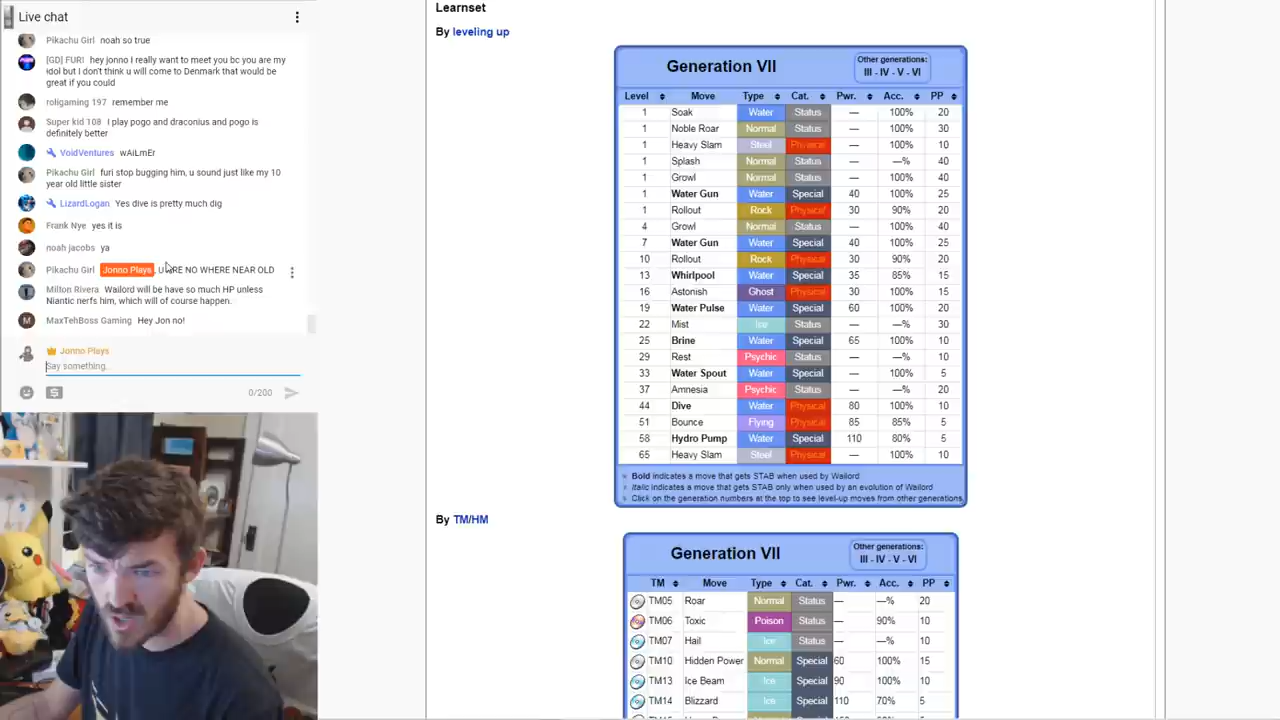 Live chat
Pikachu Girl noah so true
[GD] FURI hey jonno I really want to meet you bc you are my
idol but I don't think u will come to Denmark that would be
great if you could
roligaming 197 remember me
Super kid 108 I play pogo and draconius and pogo is
definitely better
VoidVentures wAiLmEr
Pikachu Girl furi stop bugging him, u sound just like my 10
year old little sister
LizardLogan Yes dive is pretty much dig
Frank Nye yes it is
noah jacobs ya
Pikachu Girl Jonno Plays , U RE NO WHERE NEAR OLD
Milton Rivera Wailord will be have so much HP unless
Niantic nerfs him, which will of course happen.
M MaxTehBoss Gaming Hey Jon no!
Jonno Plays
Say something...
0/200
Learnset
By leveling up
Generation VII
Other generations:
III - IV - V - VI
Level Move Type Cat. Pwr. Acc. PP
1 Soak Water Status — 100% 20
1 Noble Roar Normal Status — 100% 30
1 Heavy Slam Steel Physical — 100% 10
1 Splash Normal Status — —% 40
1 Growl Normal Status — 100% 40
1 Water Gun Water Special 40 100% 25
1 Rollout Rock Physical 30 90% 20
4 Growl Normal Status — 100% 40
7 Water Gun Water Special 40 100% 25
10 Rollout Rock Physical 30 90% 20
13 Whirlpool Water Special 35 85% 15
16 Astonish Ghost Physical 30 100% 15
19 Water Pulse Water Special 60 100% 20
22 Mist Ice Status — —% 30
25 Brine Water Special 65 100% 10
29 Rest Psychic Status — —% 10
33 Water Spout Water Special — 100% 5
37 Amnesia Psychic Status — —% 20
44 Dive Water Physical 80 100% 10
51 Bounce Flying Physical 85 85% 5
58 Hydro Pump Water Special 110 80% 5
65 Heavy Slam Steel Physical — 100% 10
Bold indicates a move that gets STAB when used by Wailord
Italic indicates a move that gets STAB only when used by an evolution of Wailord
Click on the generation numbers at the top to see level-up moves from other generations
By TM/HM
Generation VII
Other generations:
III - IV - V - VI
TM Move Type Cat. Pwr. Acc. PP
TM05 Roar Normal Status — —% 20
TM06 Toxic Poison Status — 90% 10
TM07 Hail Ice Status — —% 10
TM10 Hidden Power Normal Special 60 100% 15
TM13 Ice Beam Ice Special 90 100% 10
TM14 Blizzard Ice Special 110 70% 5